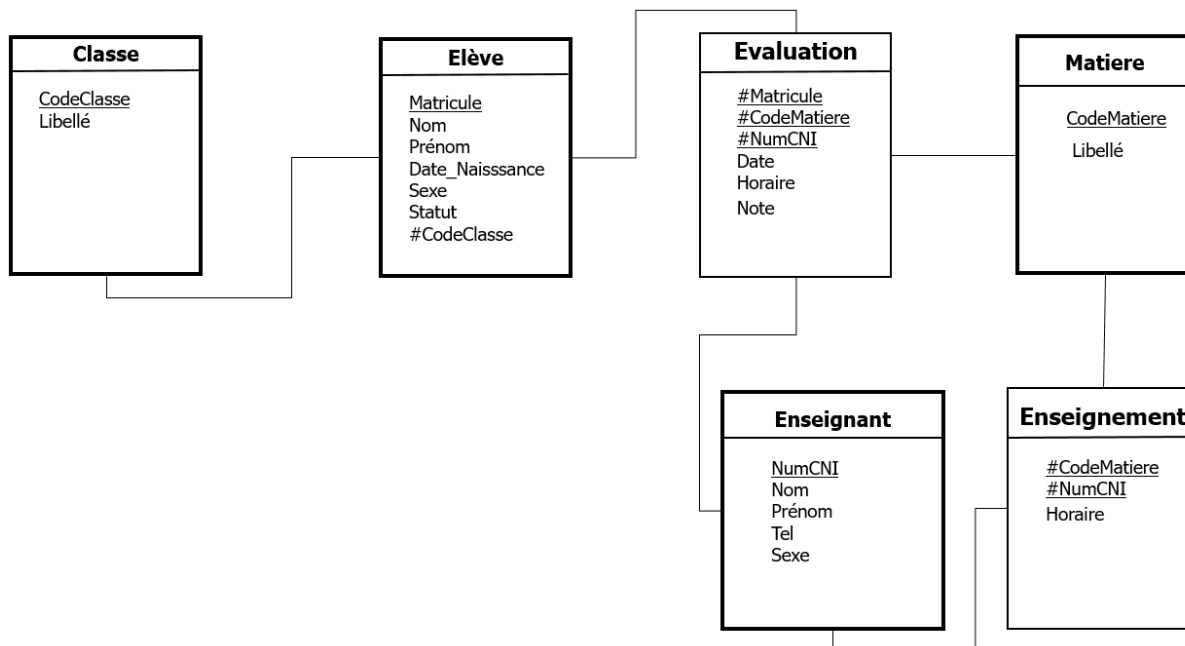 Classe
CodeClasse
Libellé
Elève
Matricule
Nom
Prénom
Date_Naisssance
Sexe
Statut
#CodeClasse
Evaluation
#Matricule
#CodeMatiere
#NumCNI
Date
Horaire
Note
Matiere
CodeMatiere
Libellé
Enseignant
NumCNI
Nom
Prénom
Tel
Sexe
Enseignement
#CodeMatiere
#NumCNI
Horaire